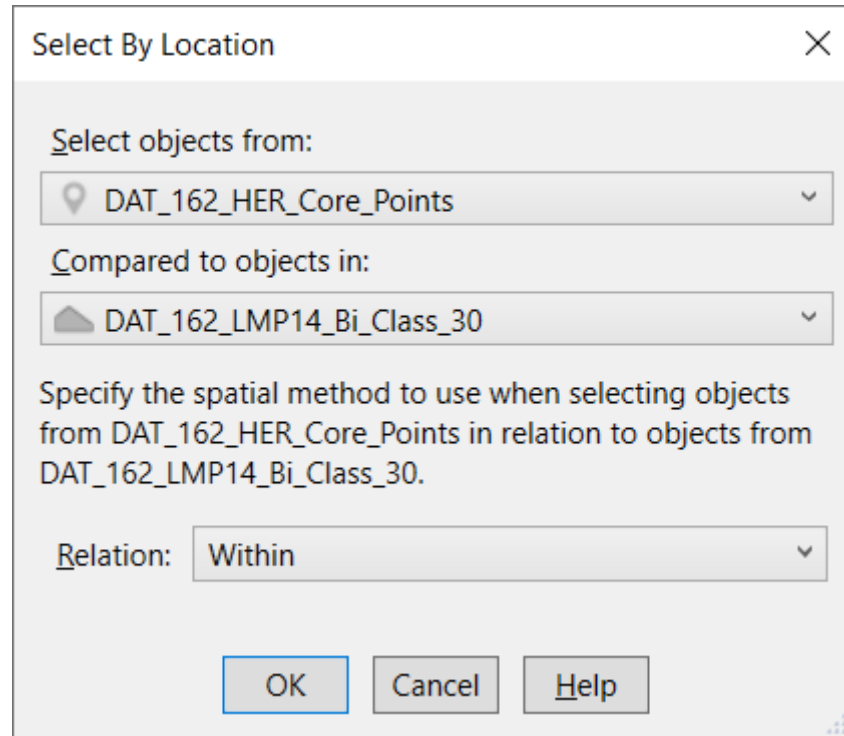 Select By Location
Select objects from:
DAT_162_HER_Core_Points
Compared to objects in:
DAT_162_LMP14_Bi_Class_30
Specify the spatial method to use when selecting objects
from DAT_162_HER_Core_Points in relation to objects from
DAT_162_LMP14_Bi_Class_30.
Relation: Within
OK Cancel Help